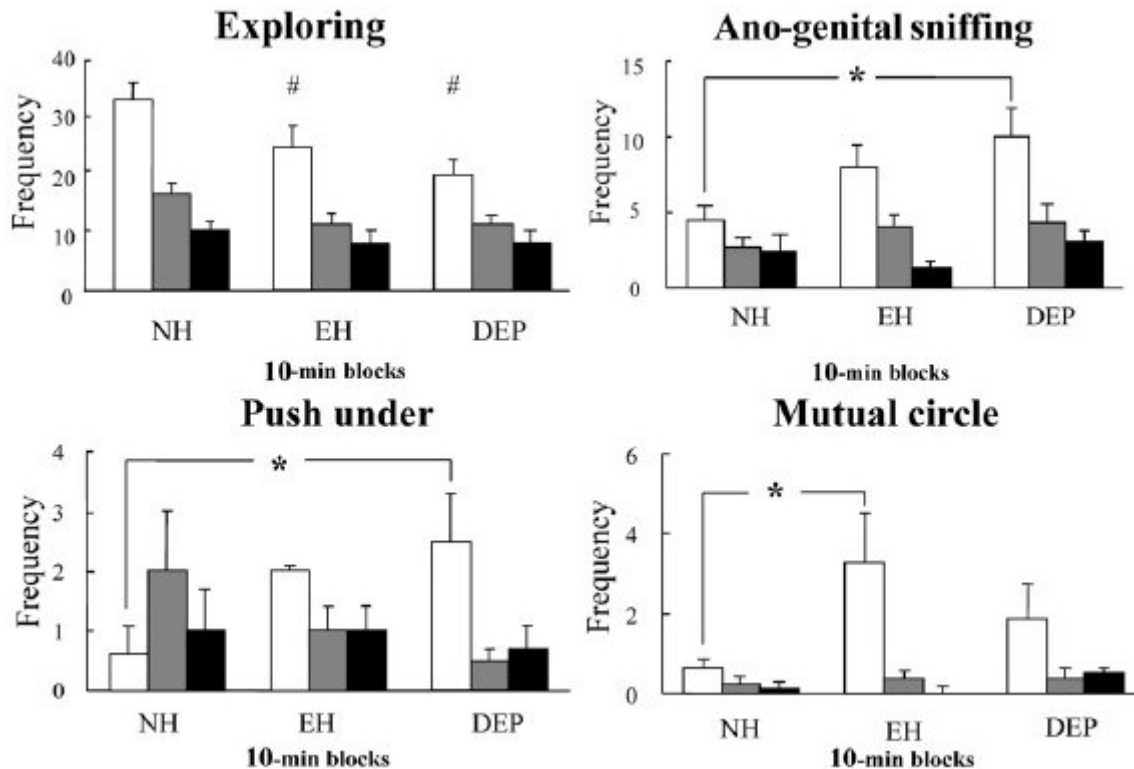 Exploring
40
30
20
10
0
Frequency
# #
NH EH DEP
10-min blocks
Ano-genital sniffing
15
10
5
0
Frequency
*
NH EH DEP
10-min blocks
Push under
4
3
2
1
0
Frequency
*
NH EH DEP
10-min blocks
Mutual circle
6
4
2
0
Frequency
*
NH EH DEP
10-min blocks